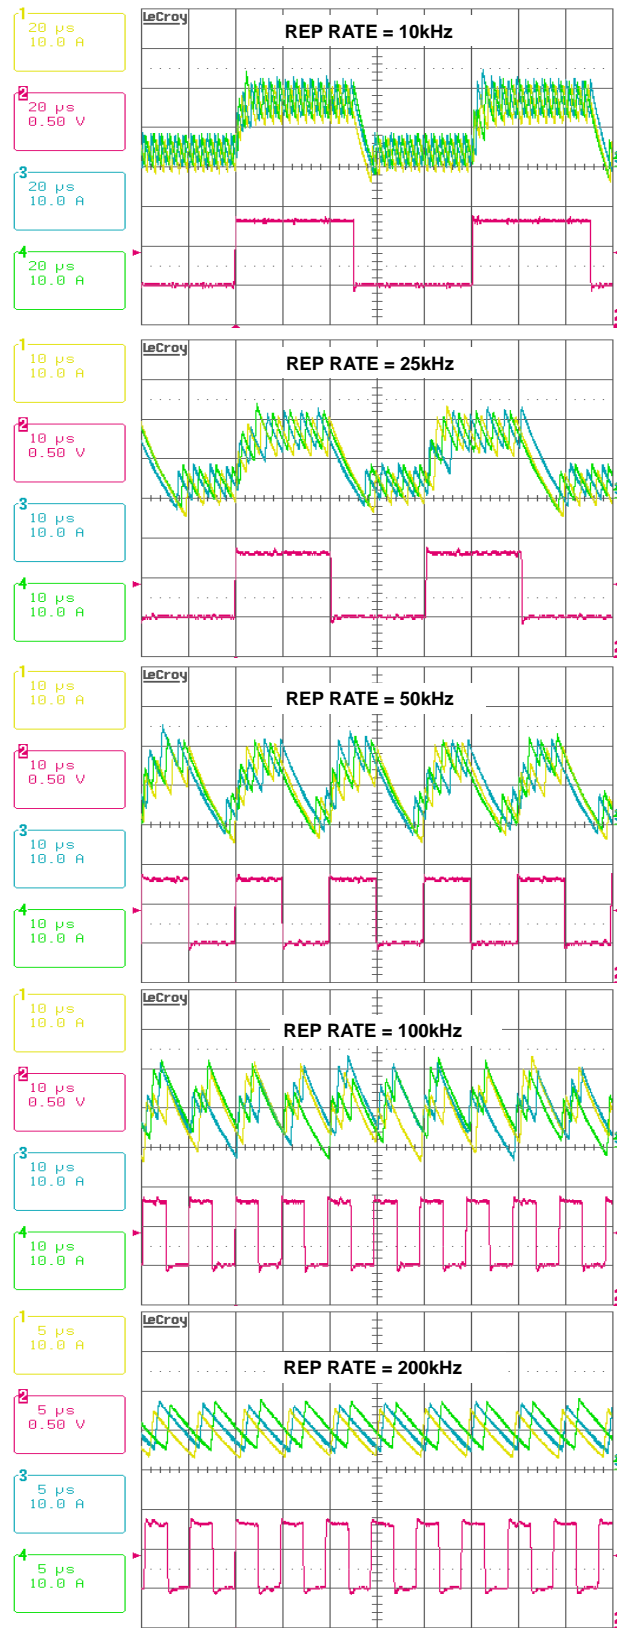 LeCroy
REP RATE = 10kHz
1
20 µs
10.0 A
2
20 µs
0.50 V
3
20 µs
10.0 A
4
20 µs
10.0 A
LeCroy
REP RATE = 25kHz
1
10 µs
10.0 A
2
10 µs
0.50 V
3
10 µs
10.0 A
4
10 µs
10.0 A
LeCroy
REP RATE = 50kHz
1
10 µs
10.0 A
2
10 µs
0.50 V
3
10 µs
10.0 A
4
10 µs
10.0 A
LeCroy
REP RATE = 100kHz
1
10 µs
10.0 A
2
10 µs
0.50 V
3
10 µs
10.0 A
4
10 µs
10.0 A
LeCroy
REP RATE = 200kHz
1
5 µs
10.0 A
2
5 µs
0.50 V
3
5 µs
10.0 A
4
5 µs
10.0 A